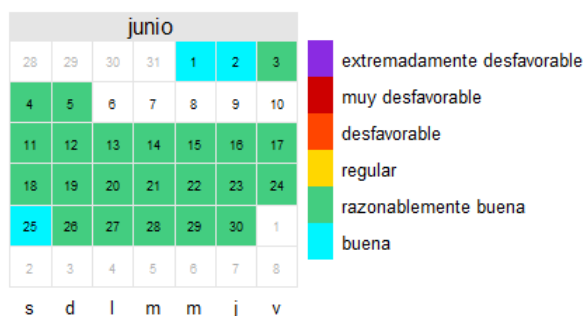 junio
28 29 30 31 1 2 3
4 5 6 7 8 9 10
11 12 13 14 15 16 17
18 19 20 21 22 23 24
25 26 27 28 29 30 1
2 3 4 5 6 7 8
s d l m m j v
extremadamente desfavorable
muy desfavorable
desfavorable
regular
razonablemente buena
buena